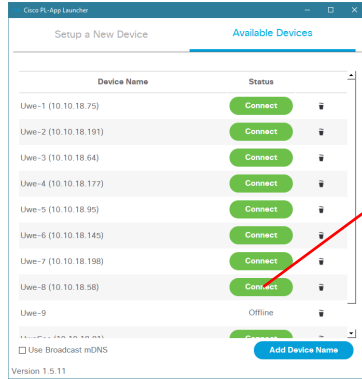 Cisco PL-App Launcher
Setup a New Device Available Devices
Device Name Status
Uwe-1 (10.10.18.75) Connect
Uwe-2 (10.10.18.191) Connect
Uwe-3 (10.10.18.64) Connect
Uwe-4 (10.10.18.177) Connect
Uwe-5 (10.10.18.95) Connect
Uwe-6 (10.10.18.145) Connect
Uwe-7 (10.10.18.198) Connect
Uwe-8 (10.10.18.58) Connect
Uwe-9 Offline
Use Broadcast mDNS Add Device Name
Version 1.5.11